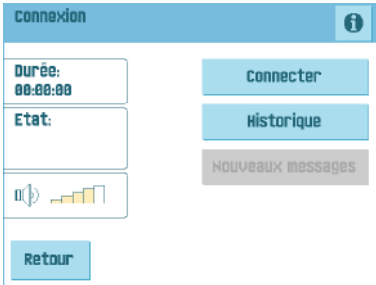 Connexion
Durée:
00:00:00
Etat:
Connecter
Historique
Nouveaux messages
Retour